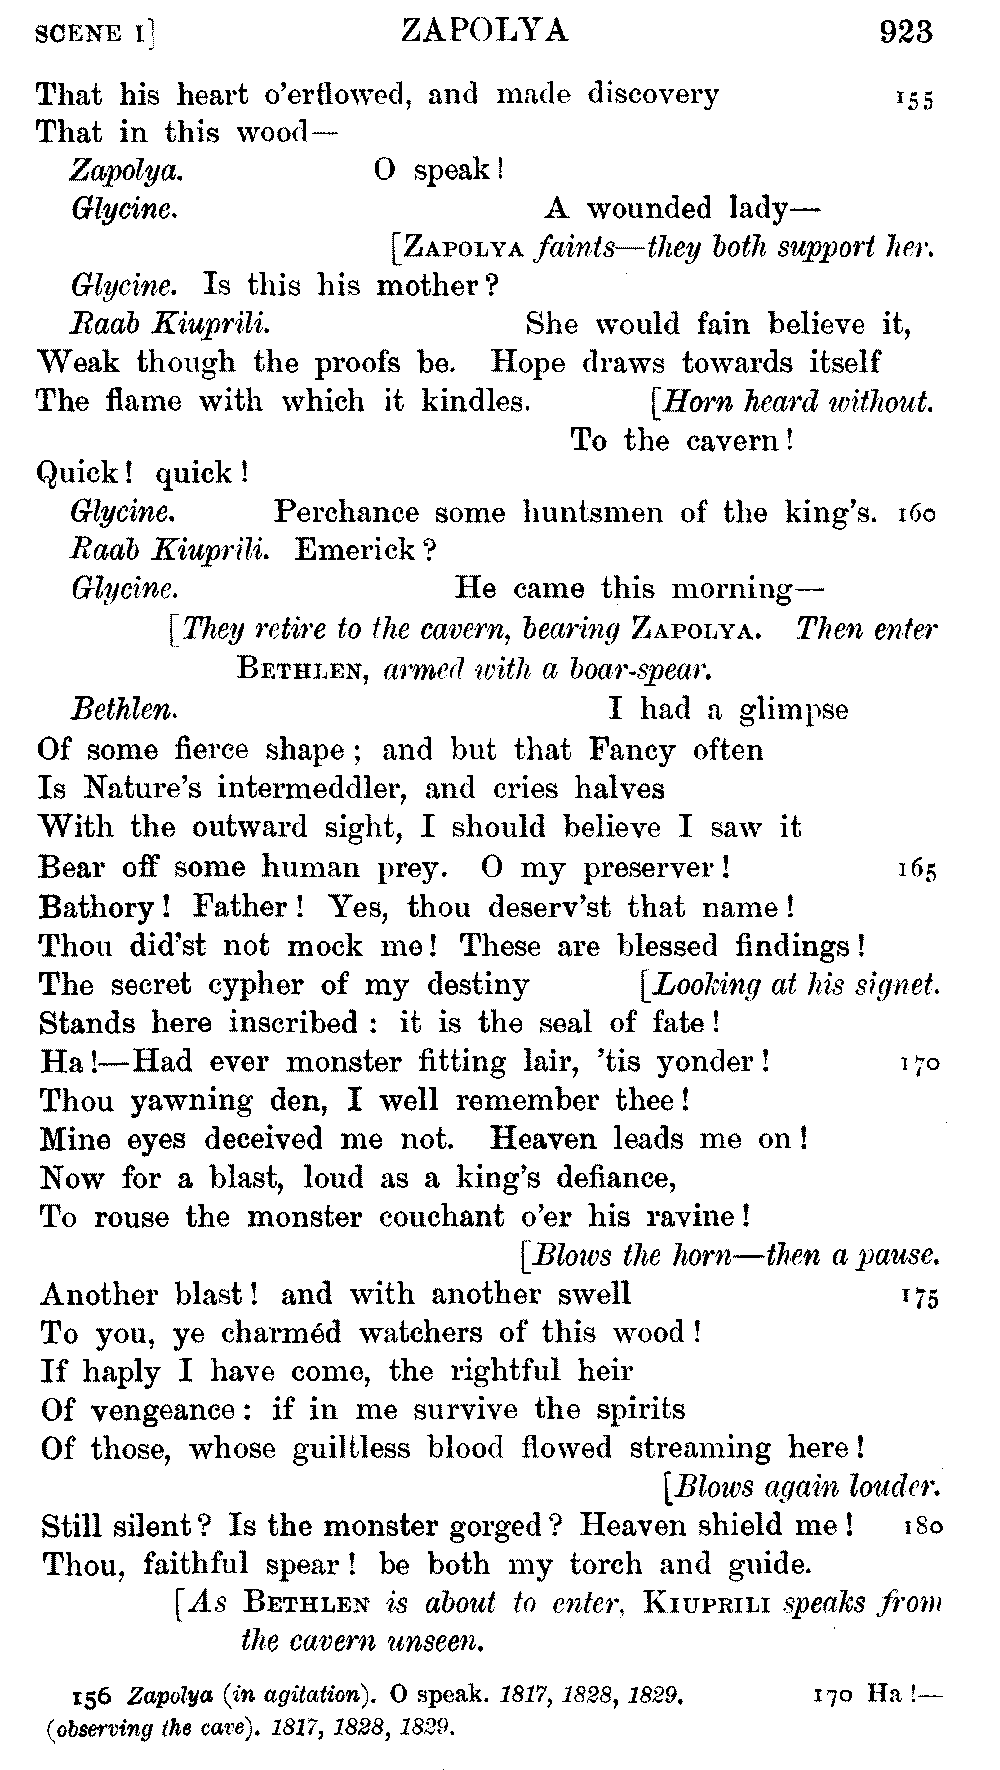 SCENE I] ZAPOLYA 923
That his heart o'erflowed, and made discovery 155
That in this wood—
Zapolya. O speak!
Glycine. A wounded lady—
[ZAPOLYA faints—they both support her.
Glycine. Is this his mother?
Raab Kiuprili. She would fain believe it,
Weak though the proofs be. Hope draws towards itself
The flame with which it kindles. [Horn heard without.
To the cavern!
Quick! quick!
Glycine. Perchance some huntsmen of the king's. 160
Raab Kiuprili. Emerick?
Glycine. He came this morning—
[They retire to the cavern, bearing ZAPOLYA. Then enter
BETHLEN, armed with a boar-spear.
Bethlen. I had a glimpse
Of some fierce shape; and but that Fancy often
Is Nature's intermeddler, and cries halves
With the outward sight, I should believe I saw it
Bear off some human prey. O my preserver! 165
Bathory! Father! Yes, thou deserv'st that name!
Thou did'st not mock me! These are blessed findings!
The secret cypher of my destiny [Looking at his signet.
Stands here inscribed: it is the seal of fate!
Ha!—Had ever monster fitting lair, 'tis yonder! 170
Thou yawning den, I well remember thee!
Mine eyes deceived me not. Heaven leads me on!
Now for a blast, loud as a king's defiance,
To rouse the monster couchant o'er his ravine!
[Blows the horn—then a pause.
Another blast! and with another swell 175
To you, ye charméd watchers of this wood!
If haply I have come, the rightful heir
Of vengeance: if in me survive the spirits
Of those, whose guiltless blood flowed streaming here!
[Blows again louder.
Still silent? Is the monster gorged? Heaven shield me! 180
Thou, faithful spear! be both my torch and guide.
[As BETHLEN is about to enter, KIUPRILI speaks from
the cavern unseen.
156 Zapolya (in agitation). O speak. 1817, 1828, 1829. 170 Ha!—
(observing the cave). 1817, 1828, 1829.